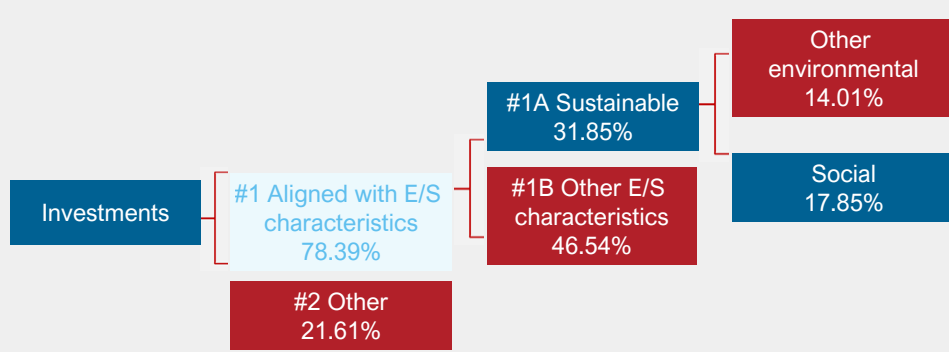 Investments
#1 Aligned with E/S
characteristics
78.39%
#2 Other
21.61%
#1A Sustainable
31.85%
#1B Other E/S
characteristics
46.54%
Other
environmental
14.01%
Social
17.85%